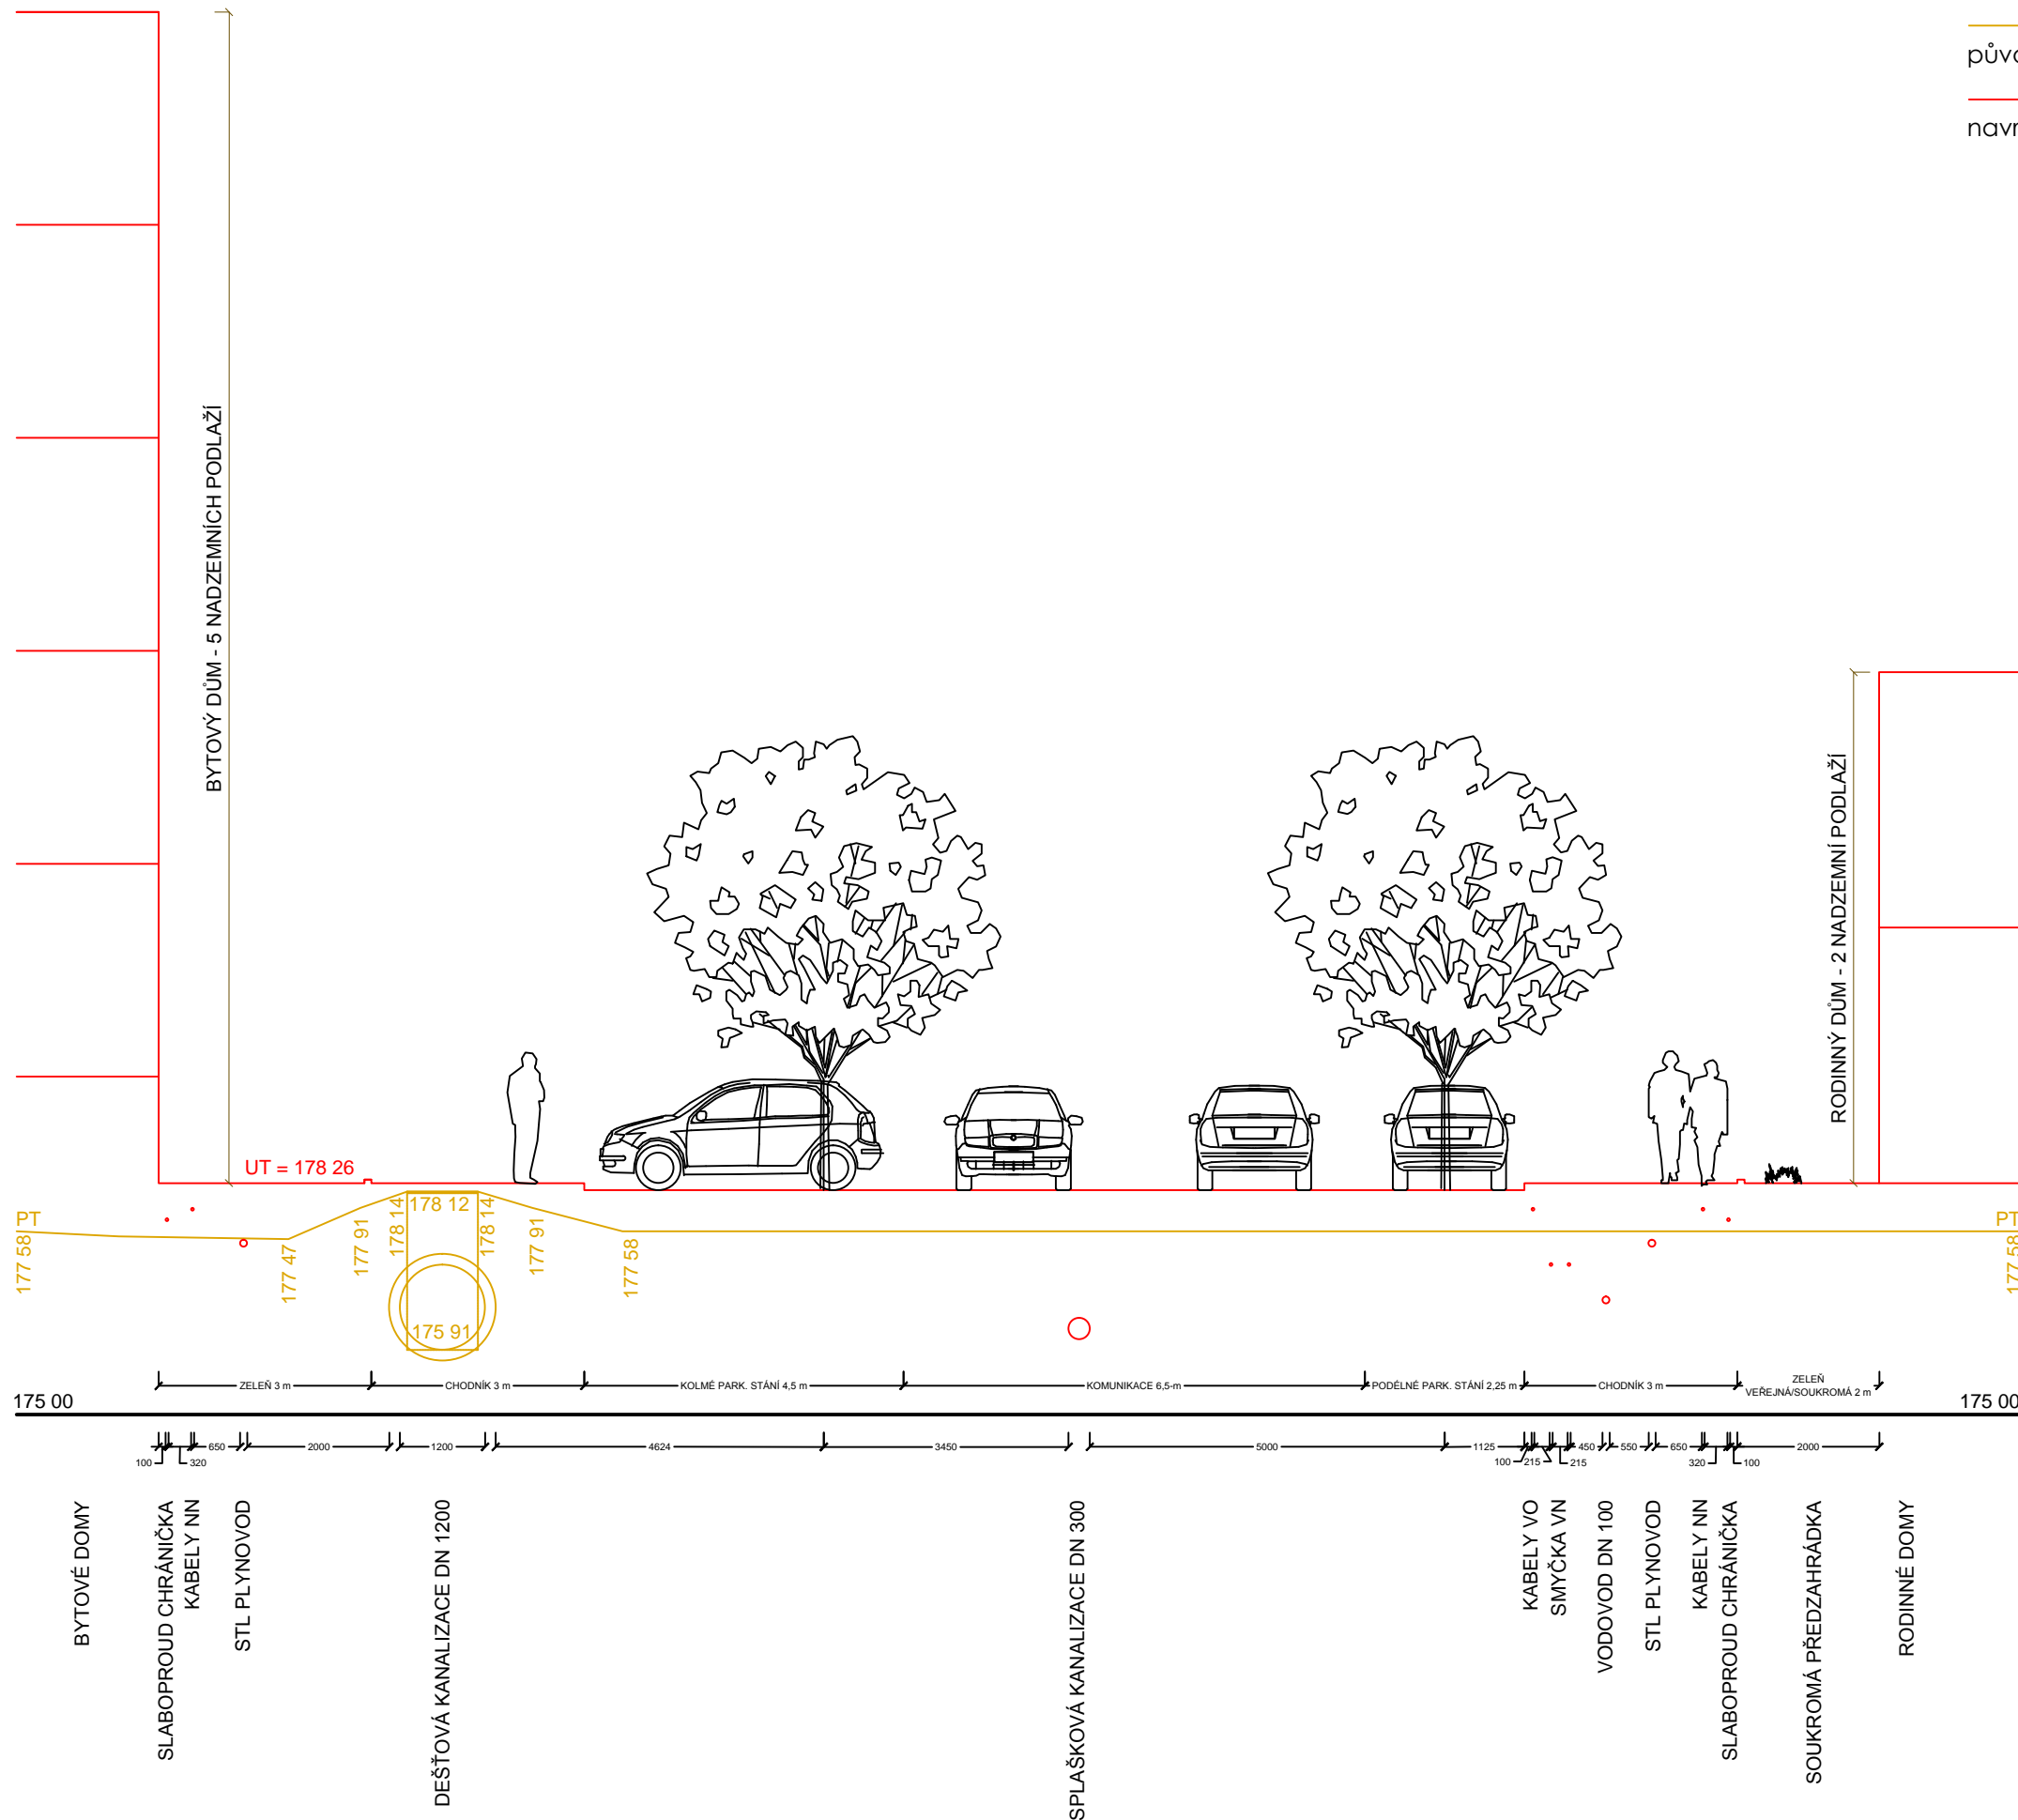 půvo
navr
BYTOVÝ DŮM - 5 NADZEMNÍCH PODLAŽÍ
RODINNÝ DŮM - 2 NADZEMNÍ PODLAŽÍ
UT = 178 26
PT
177 58
177 47
177 91
178 14
178 12
178 14
177 91
177 58
175 91
PT
177 58
ZELEŇ 3 m
CHODNÍK 3 m
KOLMÉ PARK. STÁNÍ 4,5 m
KOMUNIKACE 6,5 m
PODÉLNÉ PARK. STÁNÍ 2,25 m
CHODNÍK 3 m
ZELEŇ
VEŘEJNÁ/SOUKROMÁ 2 m
175 00
175 00
650
2000
1200
4624
3450
5000
1125
450
550
650
2000
100
320
100
215
215
320
100
BYTOVÉ DOMY
SLABOPROUD CHRÁNIČKA
KABELY NN
STL PLYNOVOD
DEŠŤOVÁ KANALIZACE DN 1200
SPLAŠKOVÁ KANALIZACE DN 300
KABELY VO
SMYČKA VN
VODOVOD DN 100
STL PLYNOVOD
KABELY NN
SLABOPROUD CHRÁNIČKA
SOUKROMÁ PŘEDZAHRÁDKA
RODINNÉ DOMY